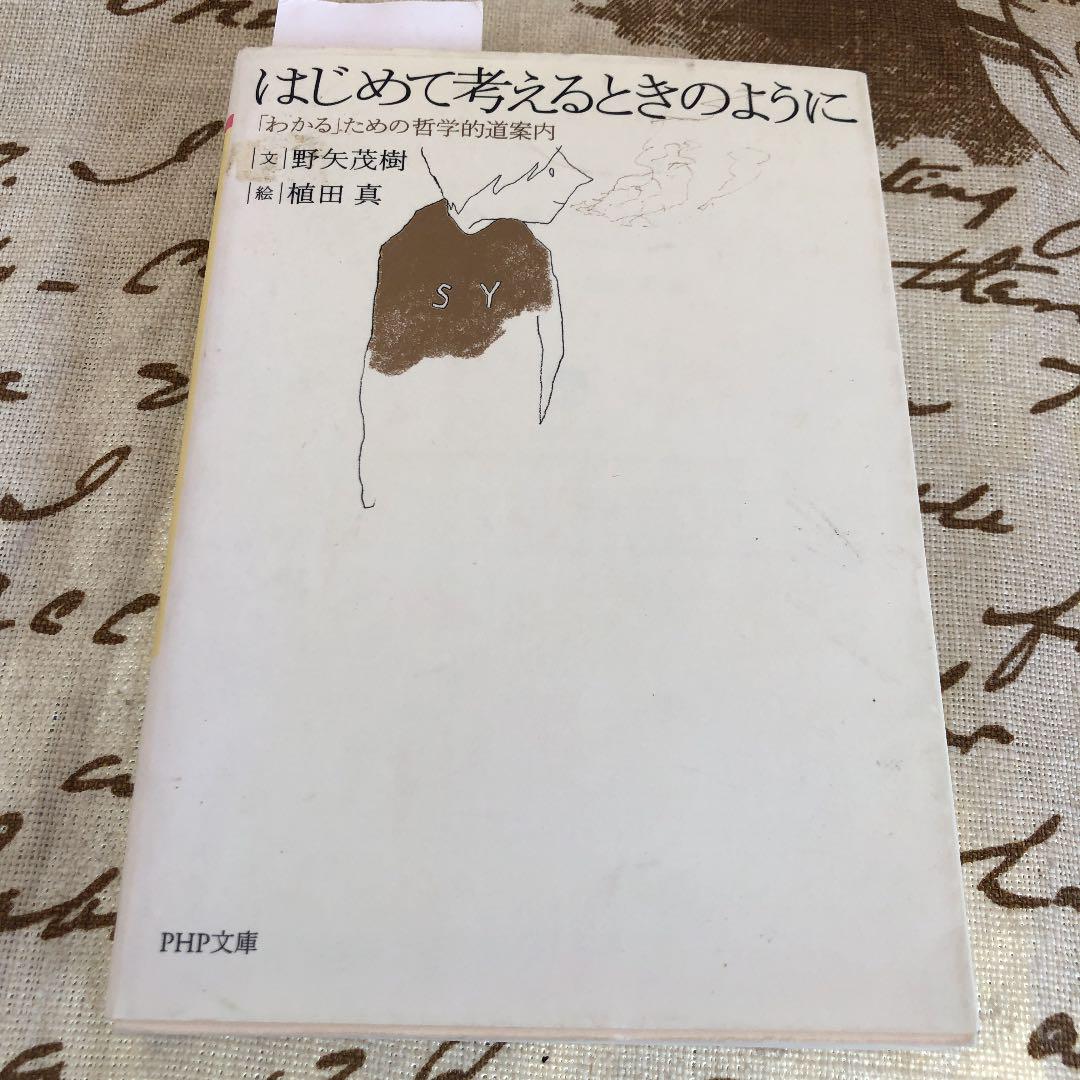 はじめて考えるときのように
「わかる」ための哲学的道案内
文 野矢茂樹
絵 植田 真
S Y
PHP文庫